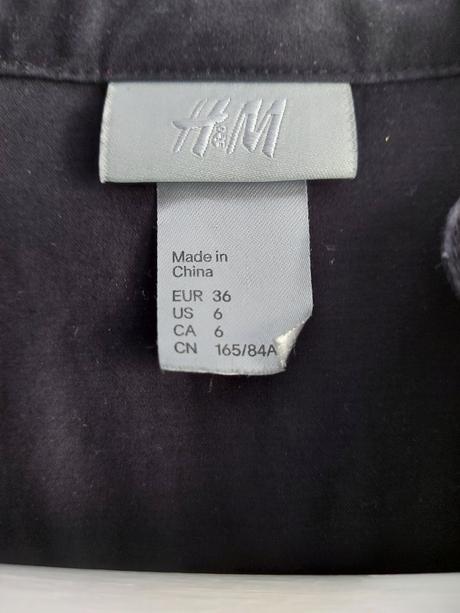 H&M
Made in
China
EUR 36
US 6
CA 6
CN 165/84A